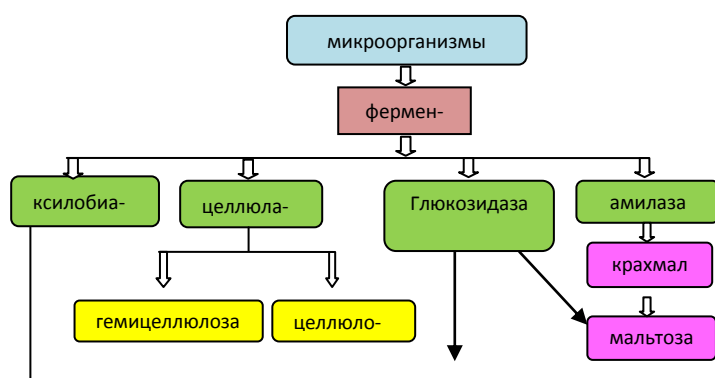 микроорганизмы
фермен-
ксилобиа-
целлюла-
Глюкозидаза
амилаза
крахмал
гемицеллюлоза
целлюло-
мальтоза